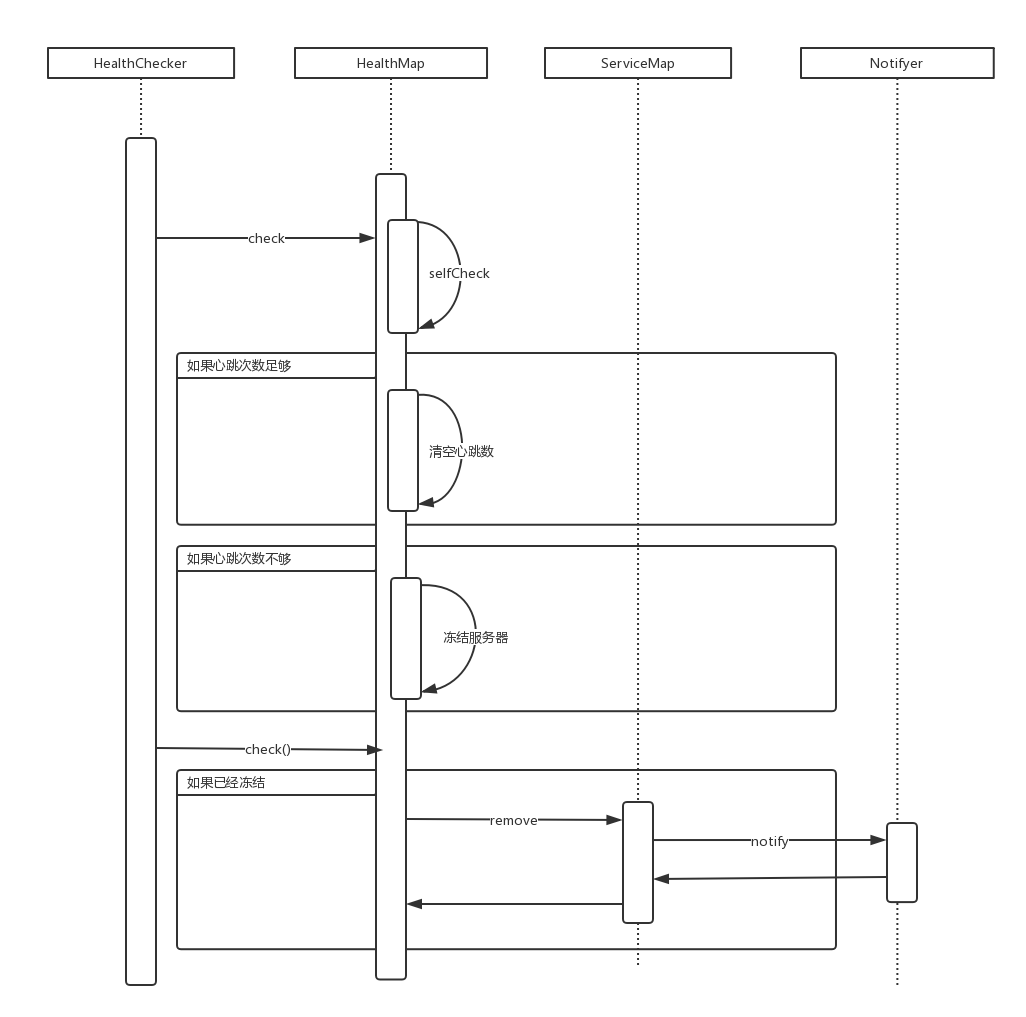 HealthChecker
HealthMap
ServiceMap
Notifyer
check
selfCheck
如果心跳次数足够
清空心跳数
如果心跳次数不够
冻结服务器
check()
如果已经冻结
remove
notify